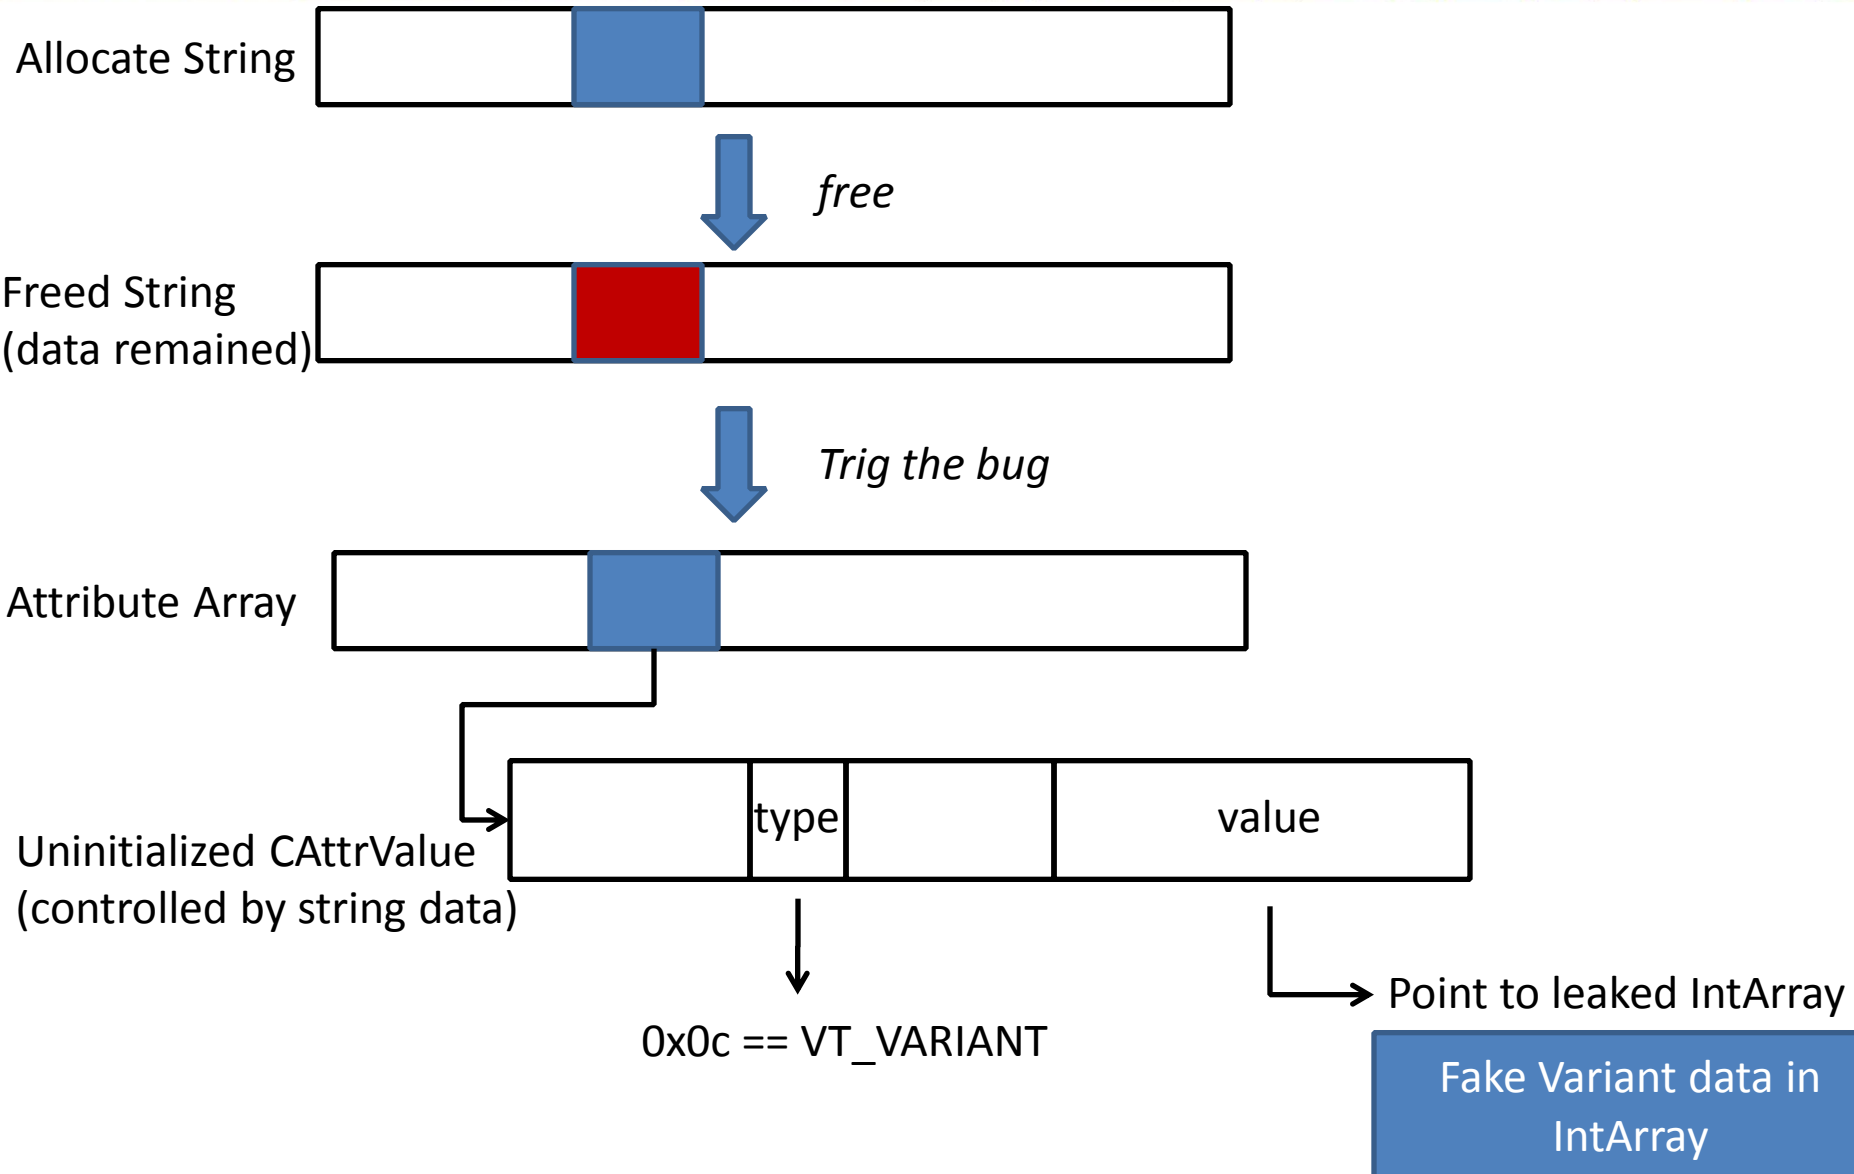 Allocate String
free
Freed String
(data remained)
Trig the bug
Attribute Array
type
value
Uninitialized CAttrValue
(controlled by string data)
Point to leaked IntArray
0x0c == VT_VARIANT
Fake Variant data in
IntArray